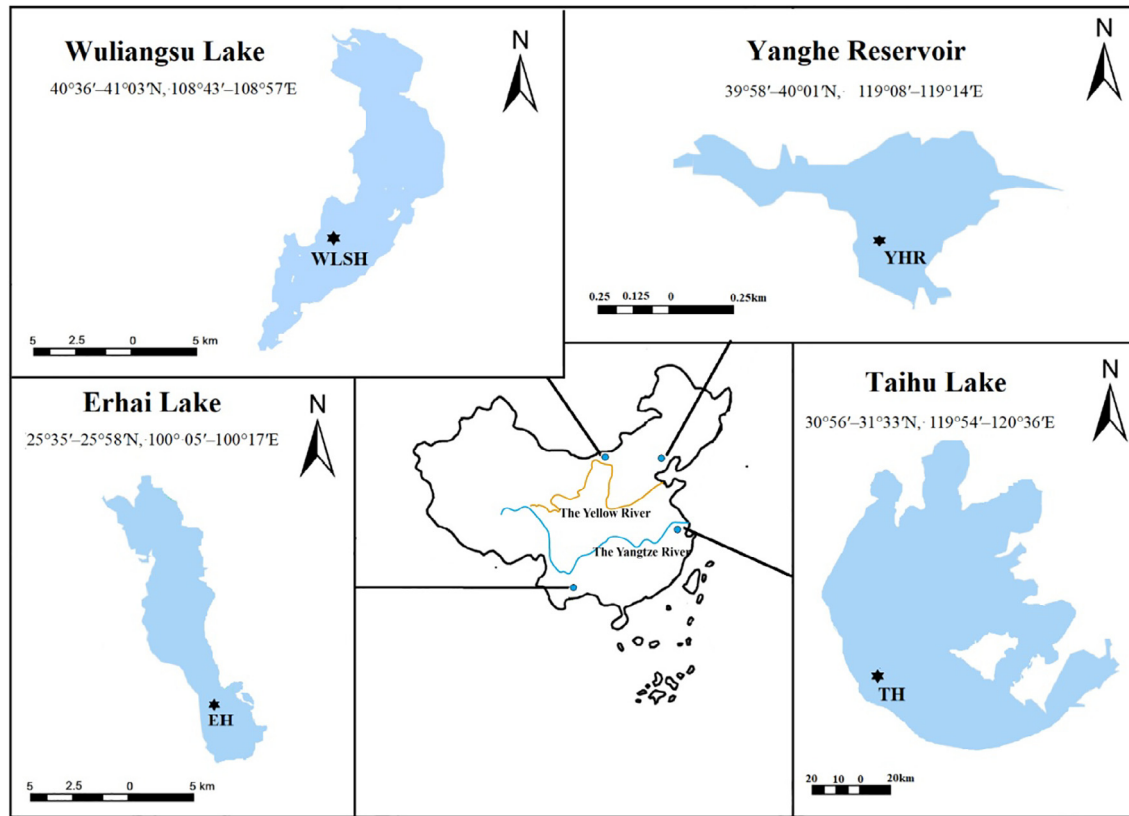 Wuliangsu Lake
40°36′–41°03′N,·108°43′–108°57′E
N
WLSH
5 2.5 0 5 km
Yanghe Reservoir
39°58′–40°01′N,· 119°08′–119°14′E
N
YHR
0.25 0.125 0 0.25km
Erhai Lake
25°35′–25°58′N,·100°·05′–100°17′E
N
EH
5 2.5 0 5 km
The Yellow River
The Yangtze River
Taihu Lake
30°56′–31°33′N,·119°54′–120°36′E
N
TH
20 10 0 20km